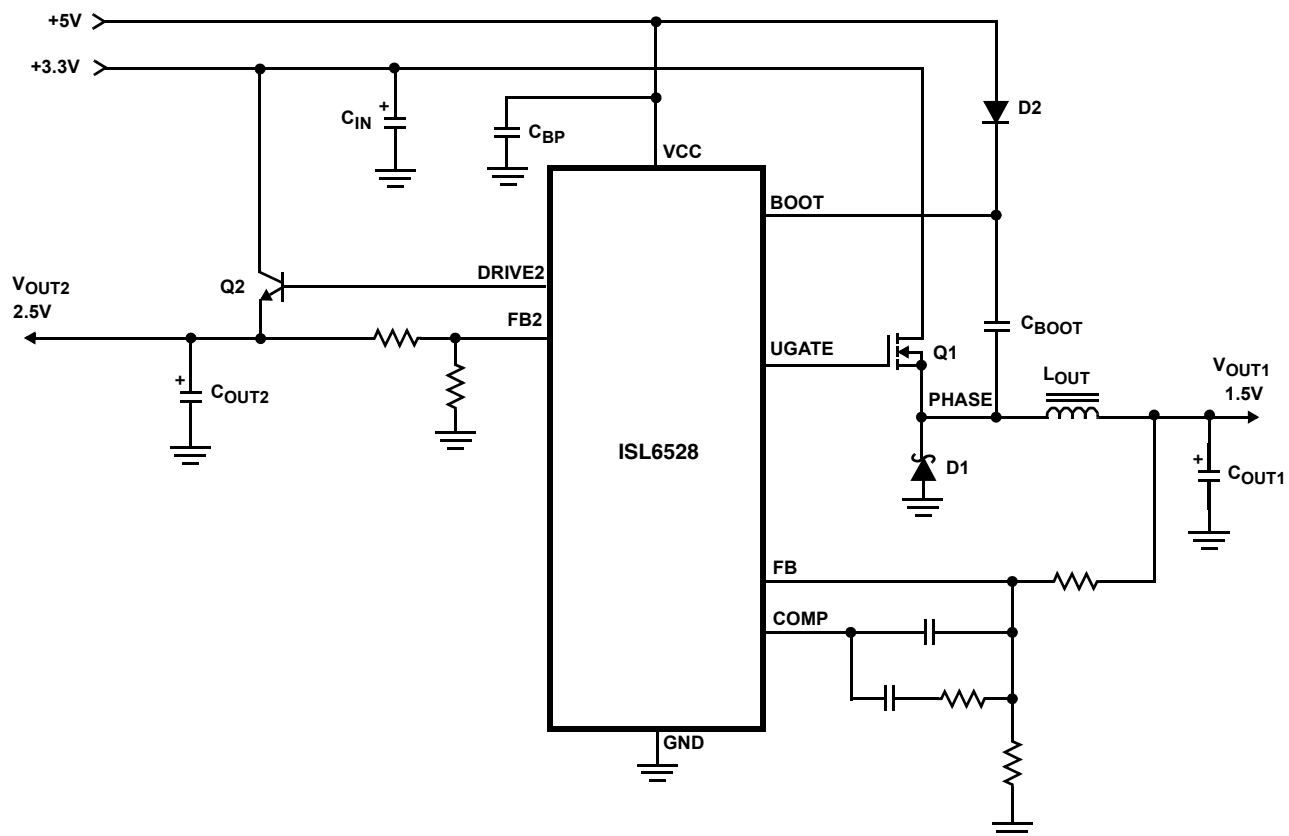 +5V
+3.3V
D2
+
CIN
CBP
VCC
BOOT
DRIVE2
VOUT2
2.5V
Q2
FB2
CBOOT
UGATE
Q1
LOUT
VOUT1
1.5V
+
COUT2
PHASE
ISL6528
D1
+
COUT1
FB
COMP
GND